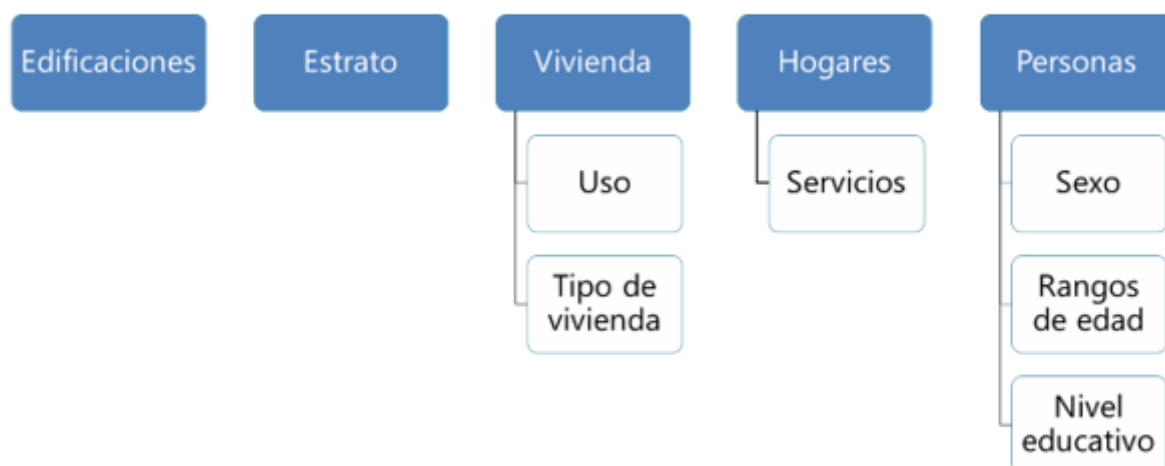 Edificaciones
Estrato
Vivienda
Hogares
Personas
Uso
Servicios
Sexo
Tipo de
vivienda
Rangos
de edad
Nivel
educativo